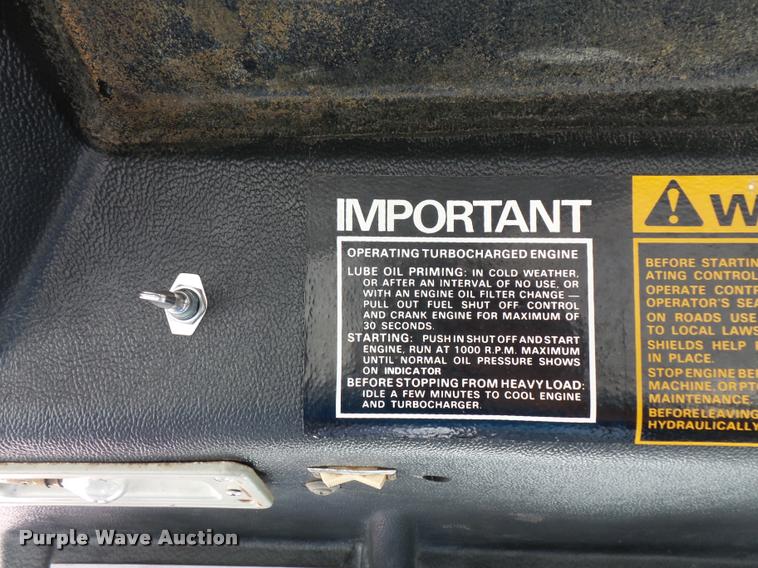 IMPORTANT
OPERATING TURBOCHARGED ENGINE
LUBE OIL PRIMING: IN COLD WEATHER,
OR AFTER AN INTERVAL OF NO USE, OR
WITH AN ENGINE OIL FILTER CHANGE —
PULL OUT FUEL SHUT OFF CONTROL
AND CRANK ENGINE FOR MAXIMUM OF
30 SECONDS.
STARTING: PUSH IN SHUT OFF AND START
ENGINE, RUN AT 1000 R.P.M. MAXIMUM
UNTIL NORMAL OIL PRESSURE SHOWS
ON INDICATOR
BEFORE STOPPING FROM HEAVY LOAD:
IDLE A FEW MINUTES TO COOL ENGINE
AND TURBOCHARGER.
W
BEFORE STARTIN
ATING CONTROL
OPERATE CONTR
OPERATOR'S SEA
ON ROADS USE
TO LOCAL LAWS
SHIELDS HELP
IN PLACE.
STOP ENGINE BE
MACHINE, OR PTO
MAINTENANCE.
BEFORE LEAVING
HYDRAULICALLY
Purple Wave Auction